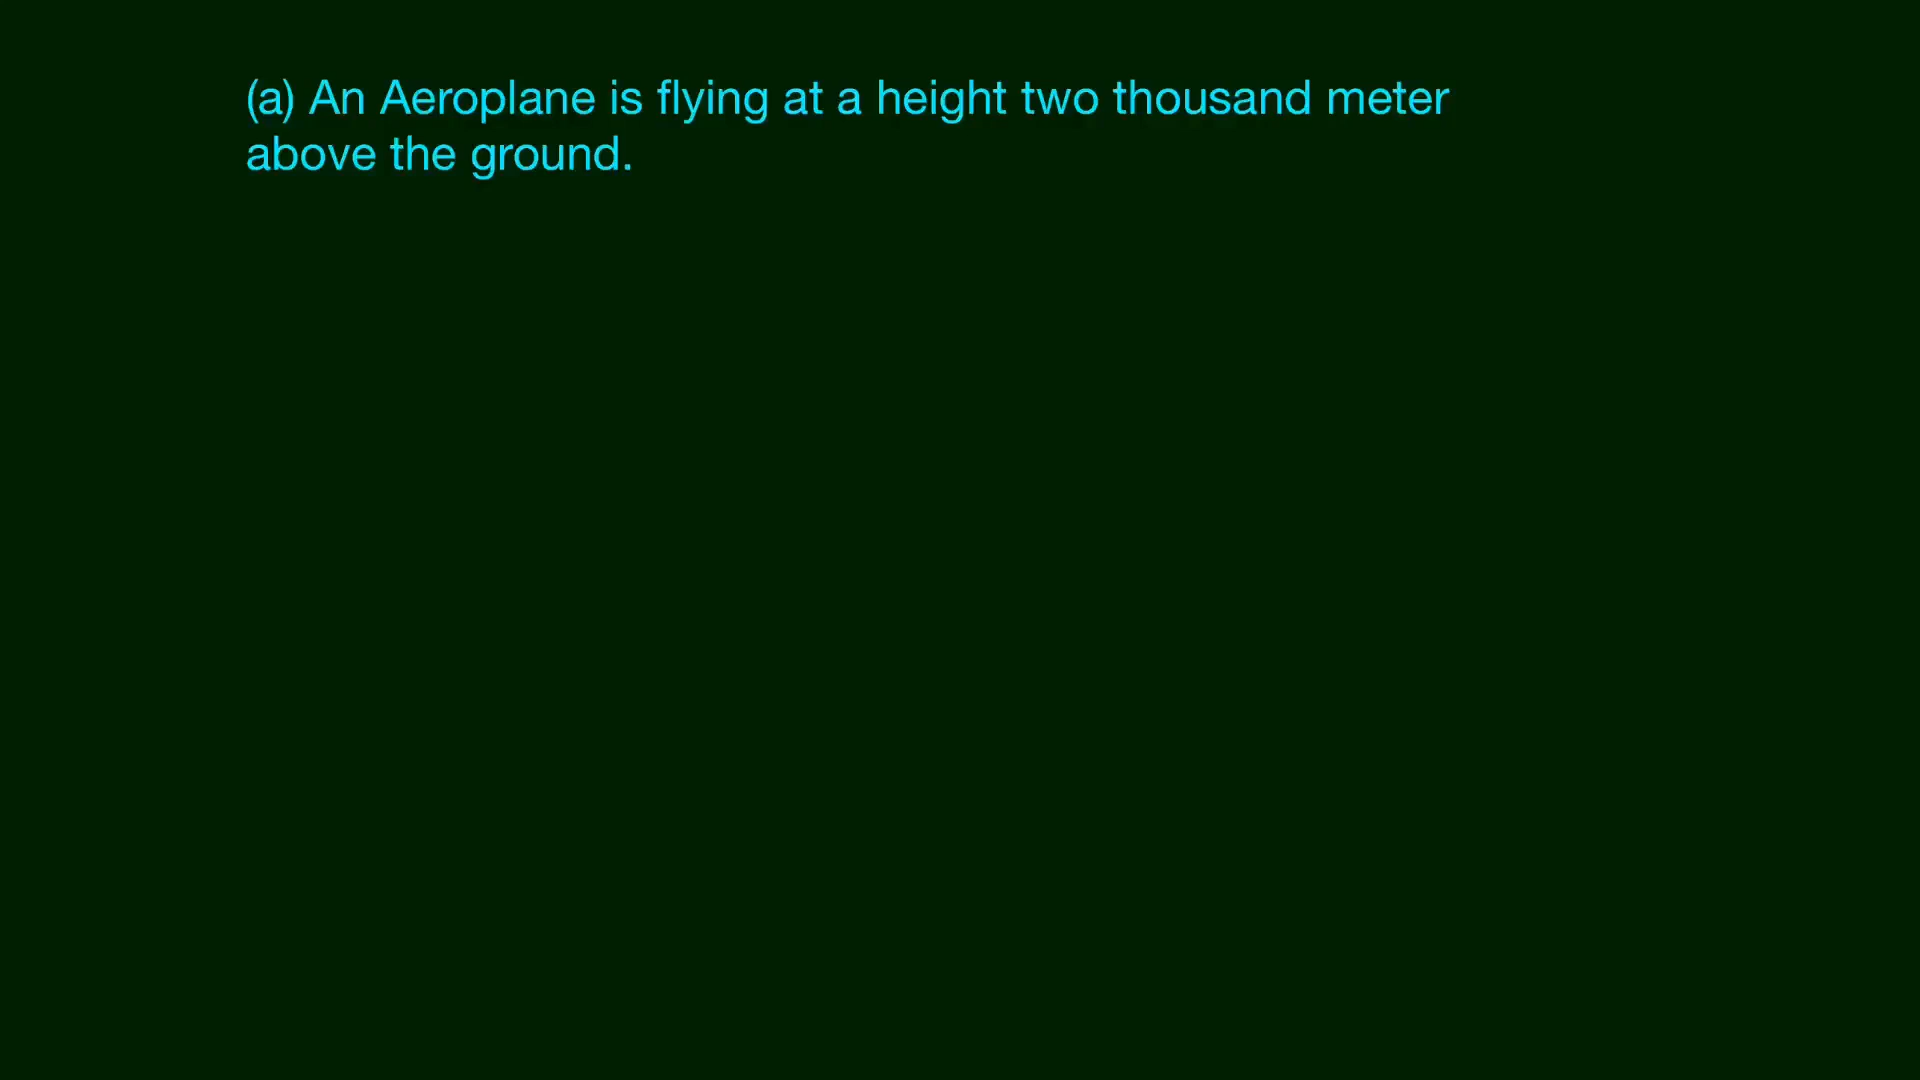 (a) An Aeroplane is flying at a height two thousand meter
above the ground.